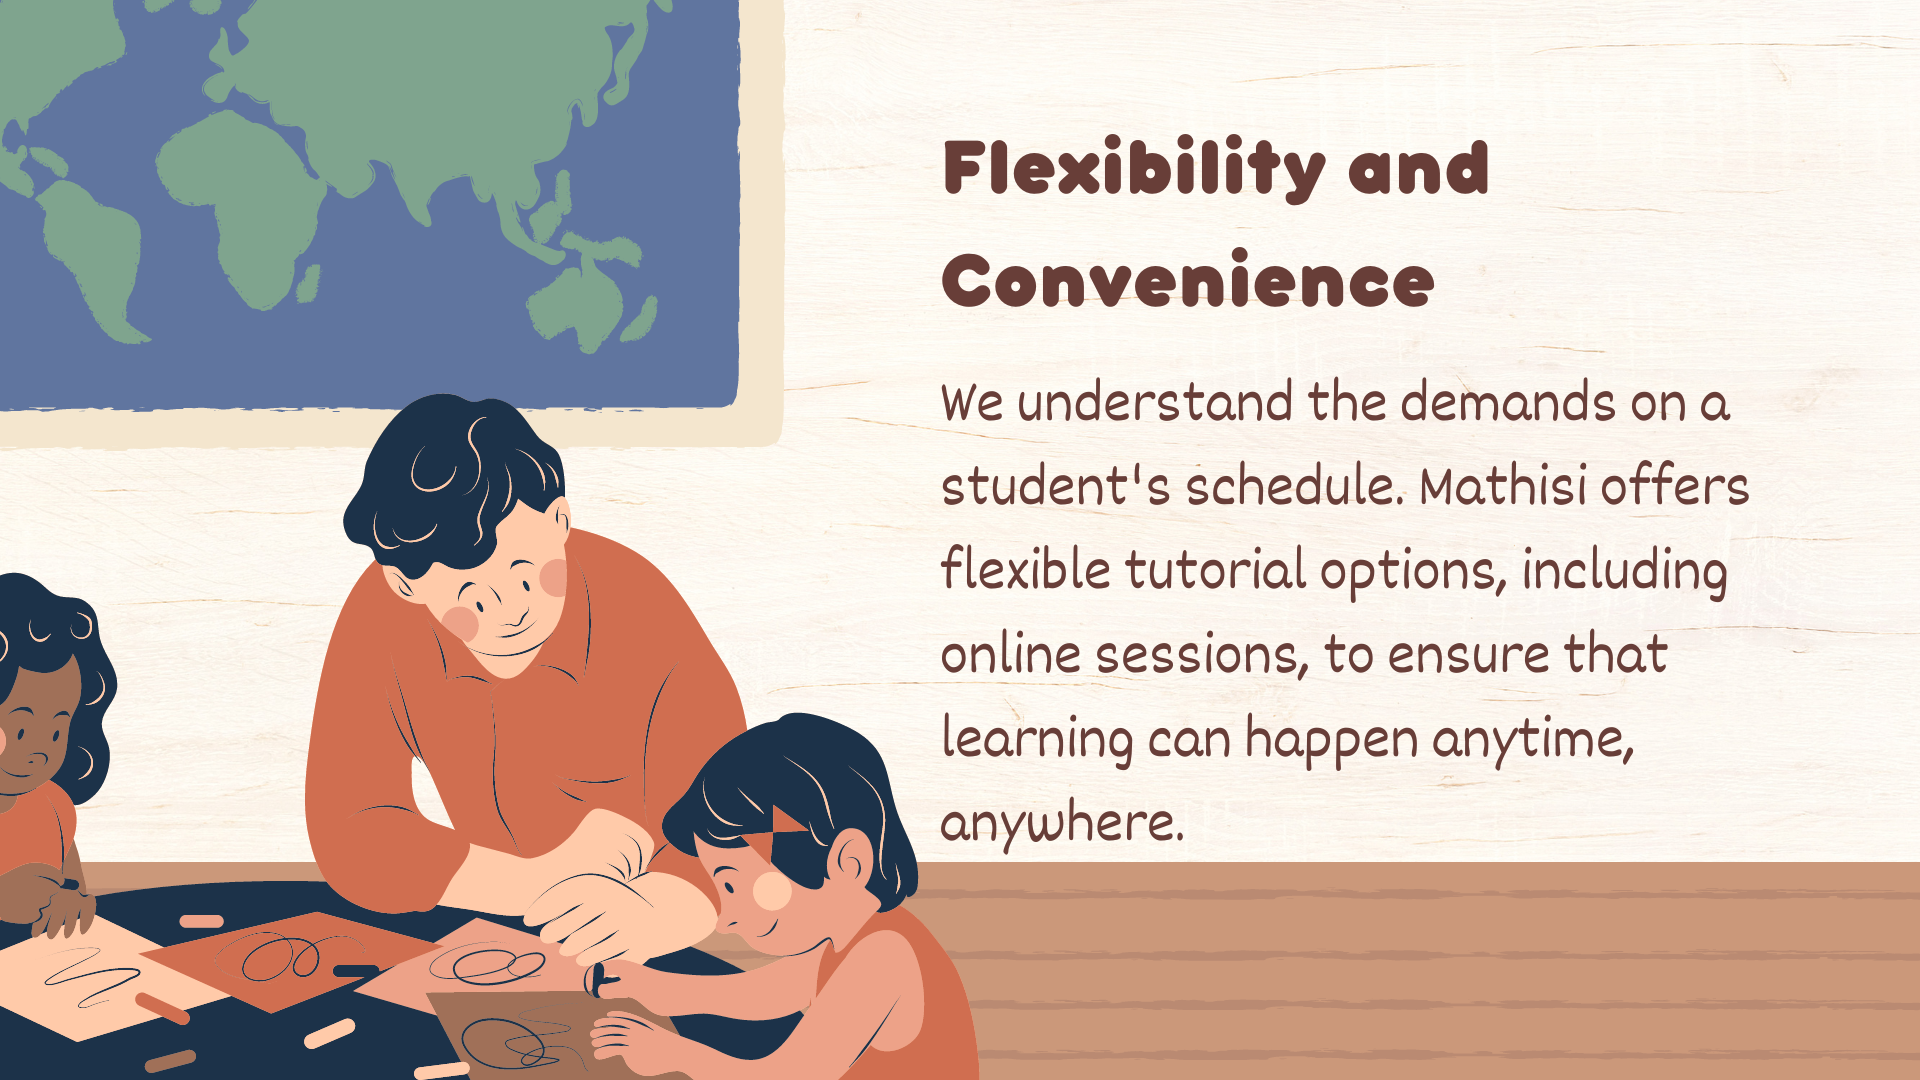 Flexibility and
Convenience
We understand the demands on a
student's schedule. Mathisi offers
flexible tutorial options, including
online sessions, to ensure that
learning can happen anytime,
anywhere.